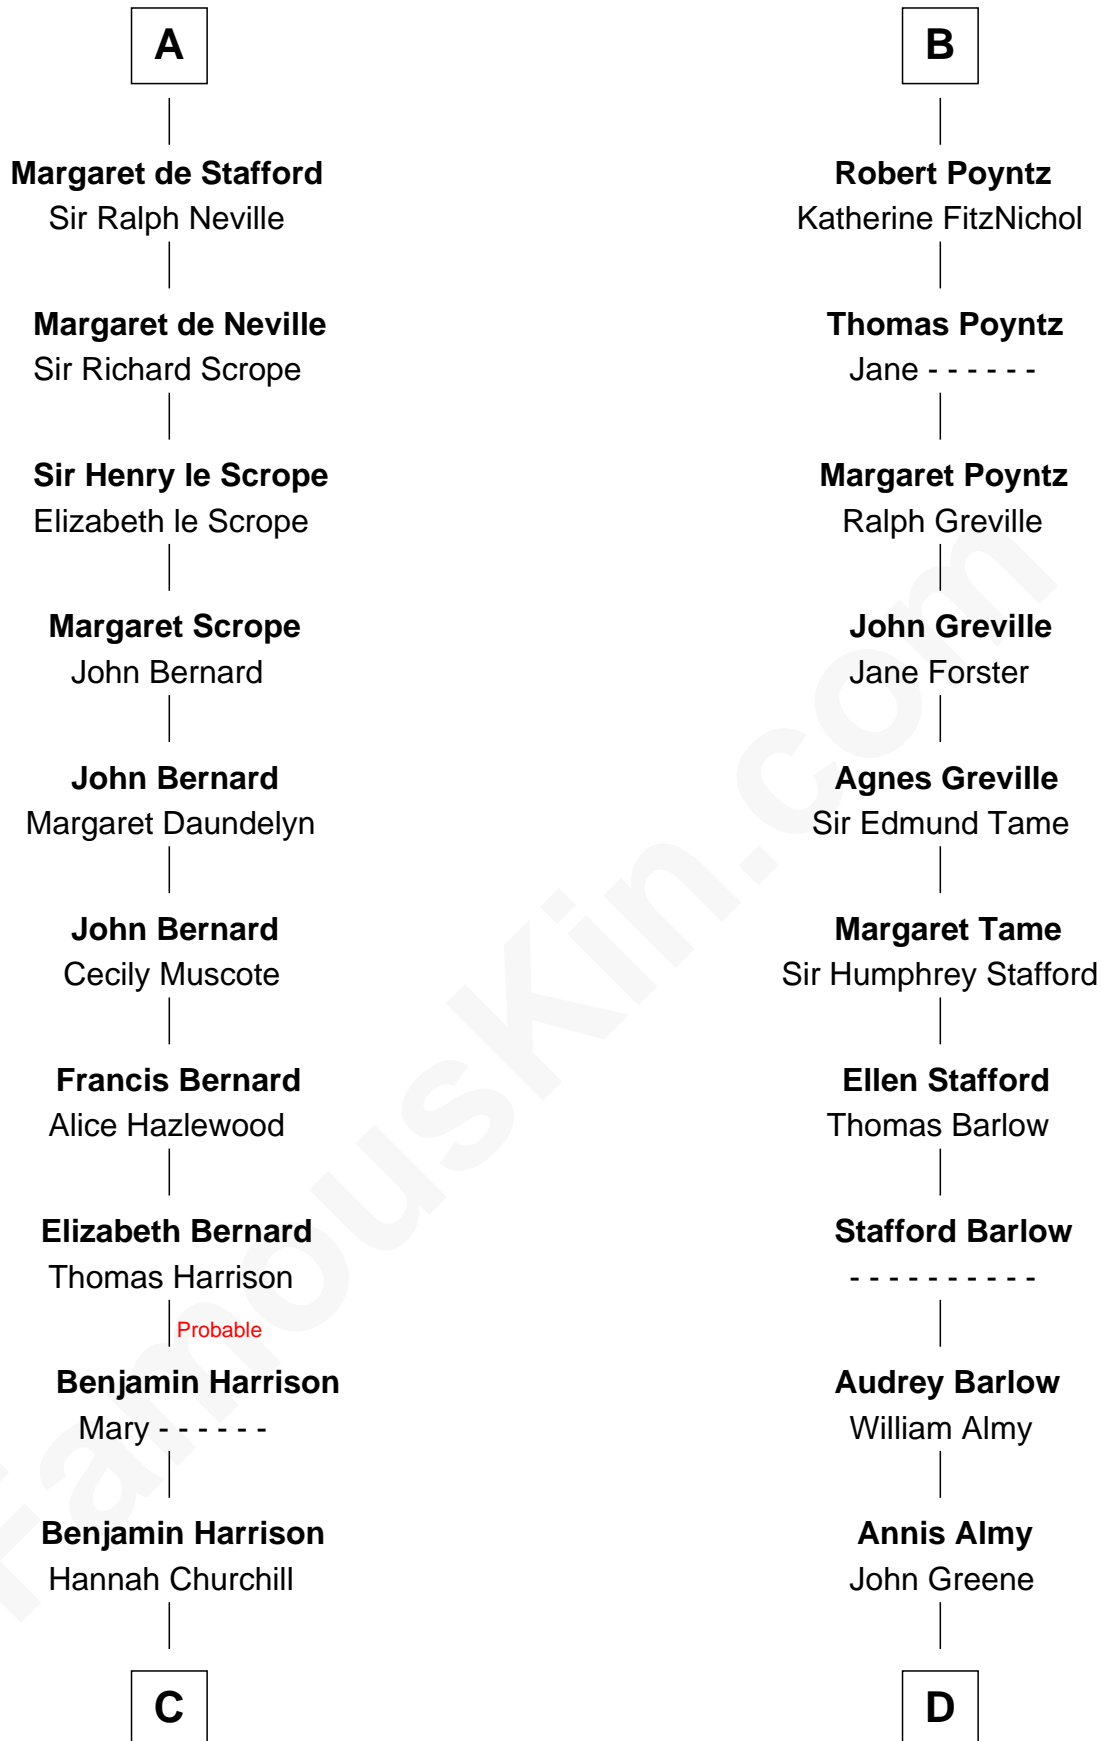 A
Margaret de Stafford
Sir Ralph Neville
Margaret de Neville
Sir Richard Scrope
Sir Henry le Scrope
Elizabeth le Scrope
Margaret Scrope
John Bernard
John Bernard
Margaret Daundelyn
John Bernard
Cecily Muscote
Francis Bernard
Alice Hazlewood
Elizabeth Bernard
Thomas Harrison
Probable
Benjamin Harrison
Mary - - - - - -
Benjamin Harrison
Hannah Churchill
C
B
Robert Poyntz
Katherine FitzNichol
Thomas Poyntz
Jane - - - - - -
Margaret Poyntz
Ralph Greville
John Greville
Jane Forster
Agnes Greville
Sir Edmund Tame
Margaret Tame
Sir Humphrey Stafford
Ellen Stafford
Thomas Barlow
Stafford Barlow
- - - - - - - - - -
Audrey Barlow
William Almy
Annis Almy
John Greene
D
FamousKin.com